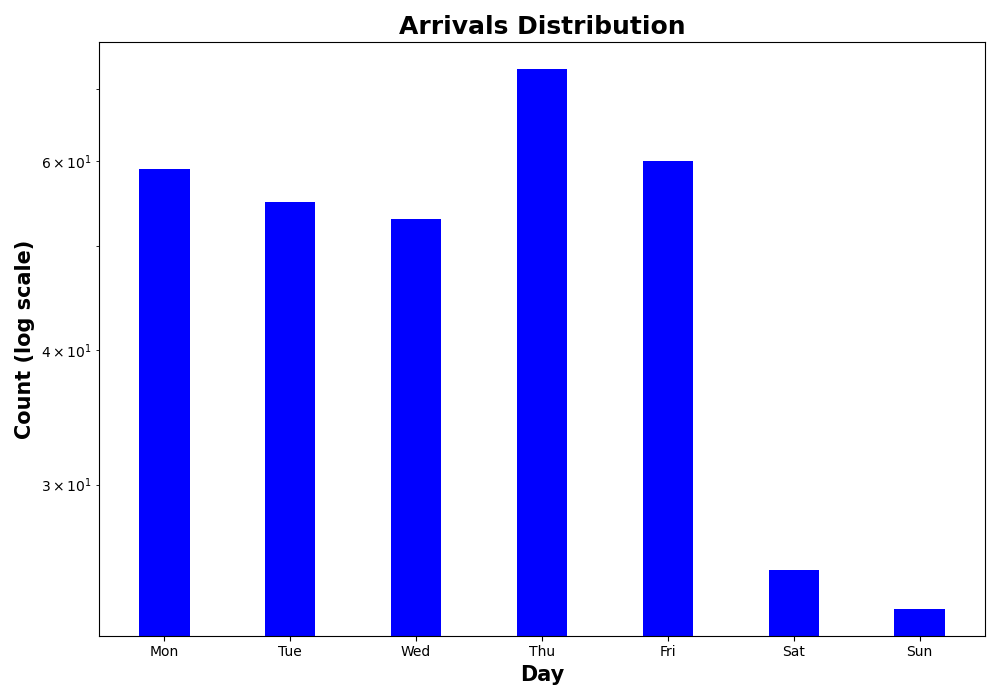 Arrivals Distribution
Count (log scale)
6 × 10¹
4 × 10¹
3 × 10¹
Mon Tue Wed Thu Fri Sat Sun
Day